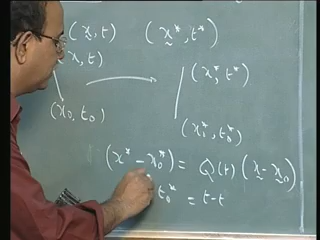 (x, t) (x*, t*)
x, t)
(x*, t*)
(x₀, t₀)
(x₀*, t₀*)
(x* - x₀*) = Q(t) (x - x₀)
t₀* = t - t